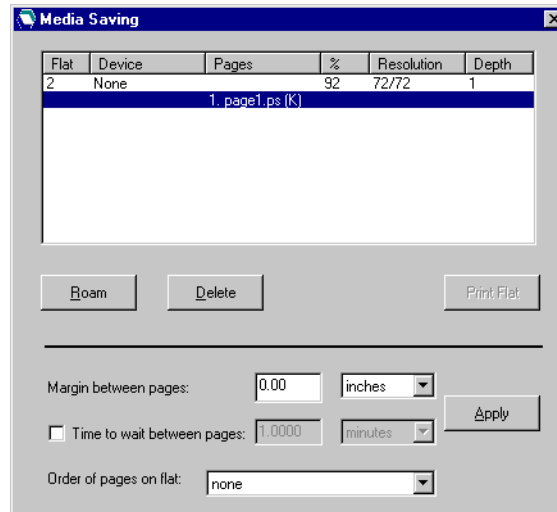 Media Saving
Flat Device Pages % Resolution Depth
2 None 92 72/72 1
1. page1.ps (K)
Roam Delete Print Flat
Margin between pages: 0.00 inches
Apply
Time to wait between pages: 1.0000 minutes
Order of pages on flat: none